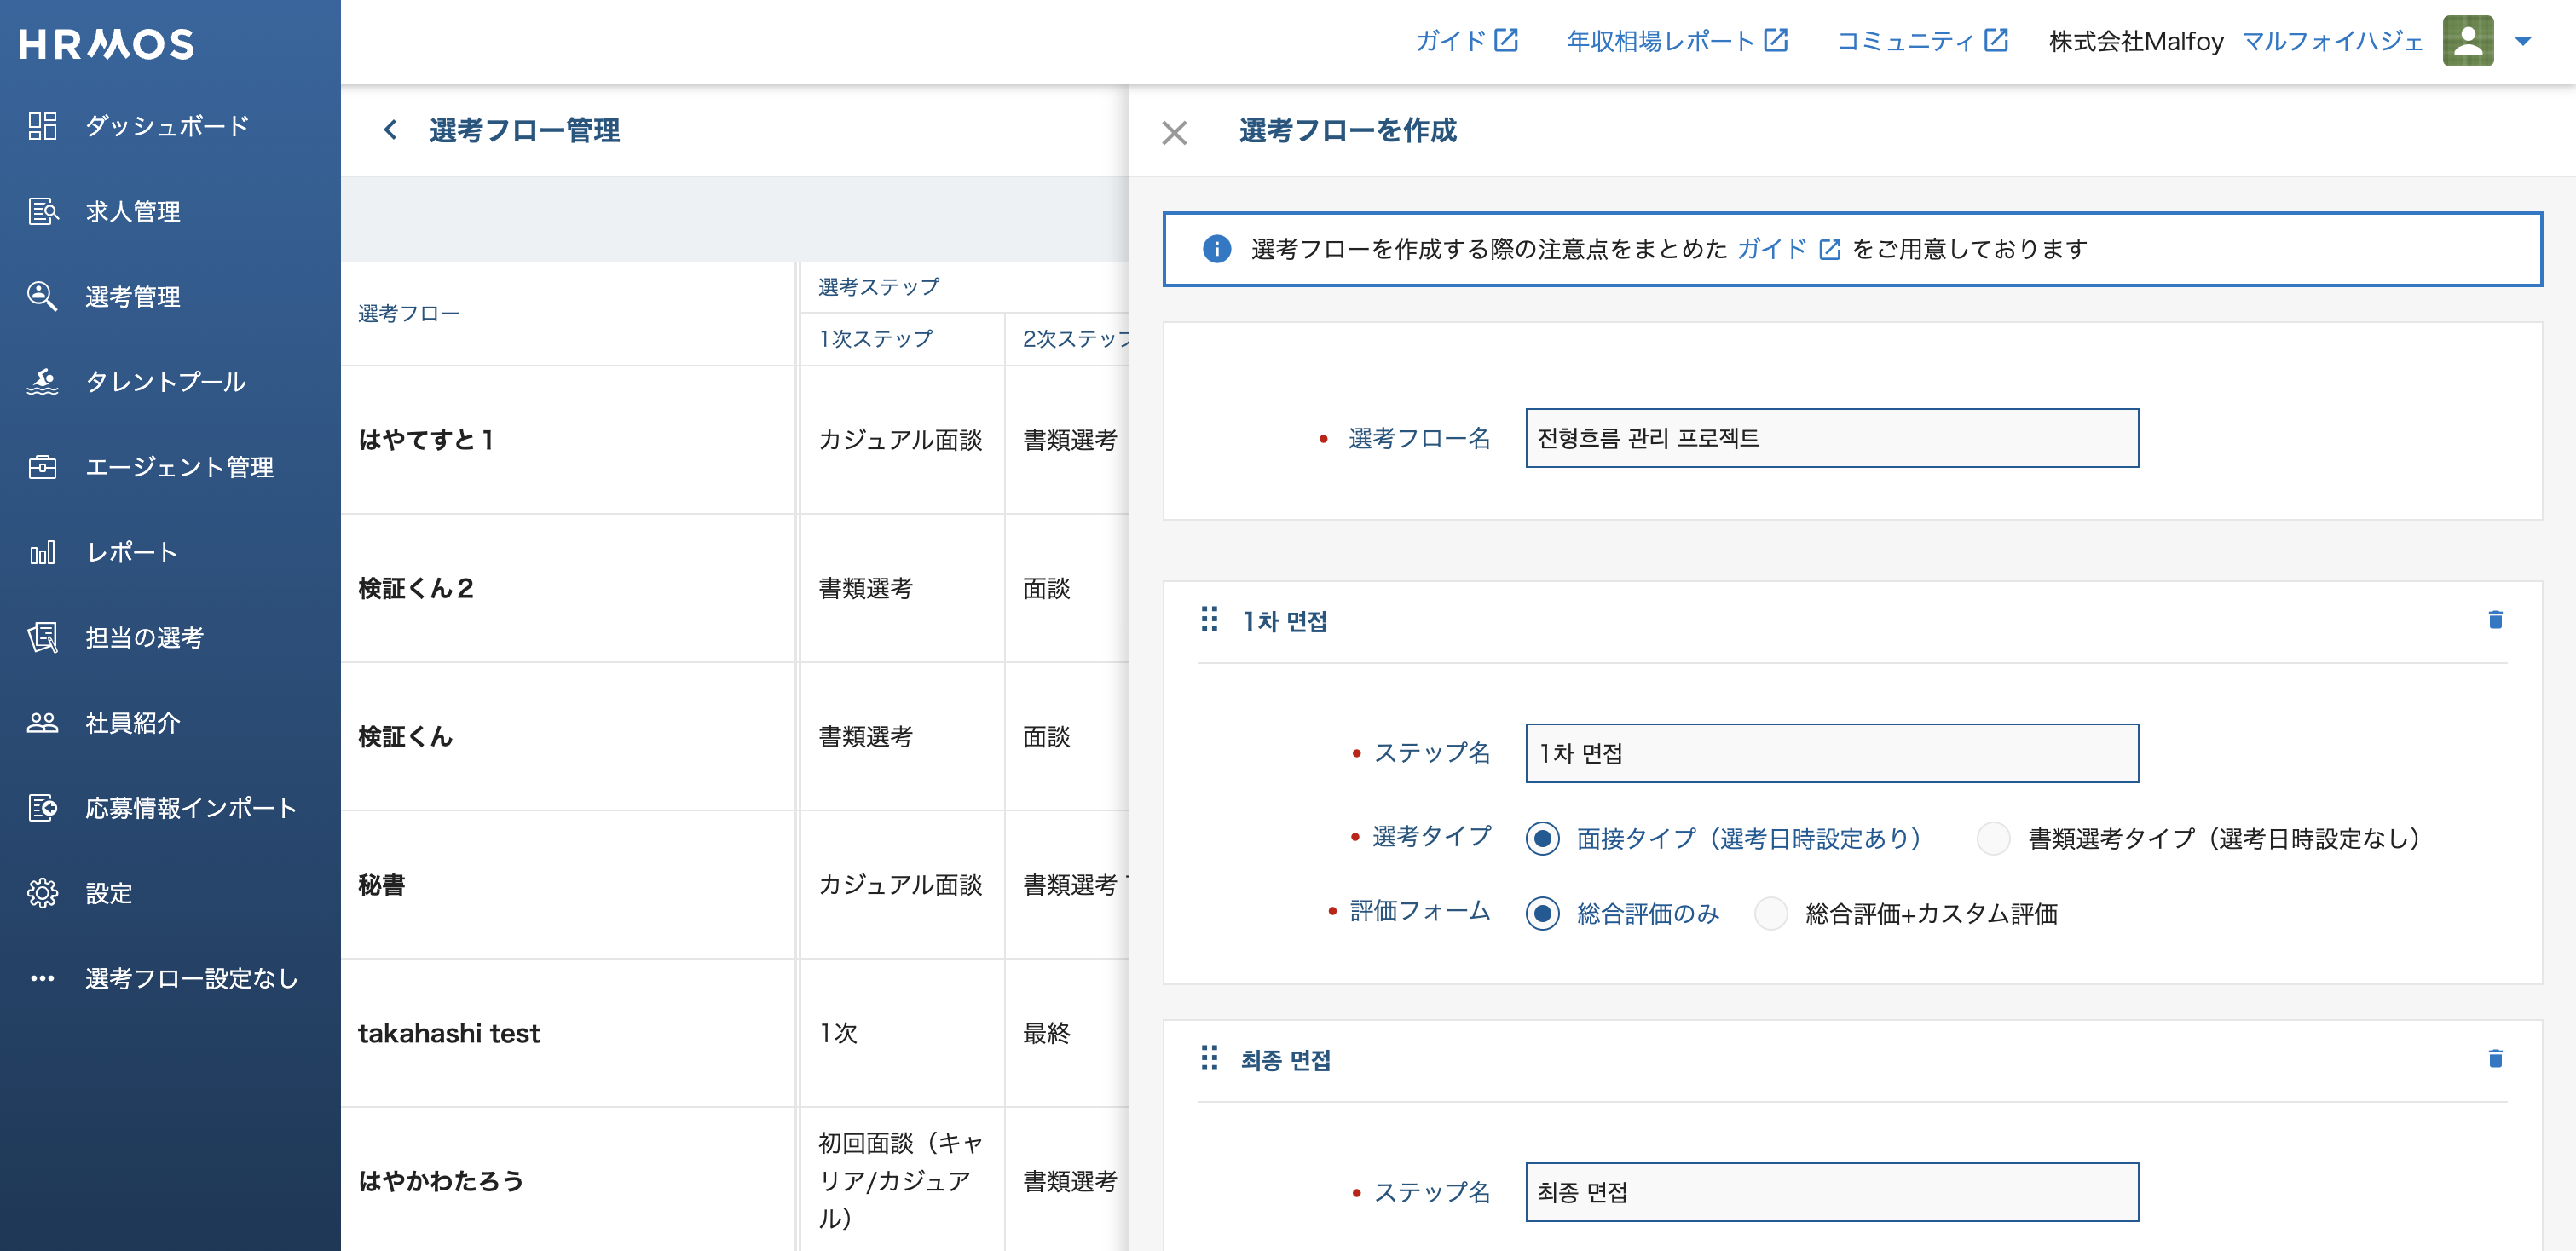 HRMOS
ガイド
年収相場レポート
コミュニティ
株式会社Malfoy
マルフォイハジェ
ダッシュボード
求人管理
選考管理
タレントプール
エージェント管理
レポート
担当の選考
社員紹介
応募情報インポート
設定
選考フロー設定なし
選考フロー管理
選考フロー
選考ステップ
1次ステップ
2次ステップ
はやてすと１
カジュアル面談
書類選考
検証くん２
書類選考
面談
検証くん
書類選考
面談
秘書
カジュアル面談
書類選考
takahashi test
1次
最終
はやかわたろう
初回面談（キャ
リア/カジュア
ル）
書類選考
選考フローを作成
選考フローを作成する際の注意点をまとめた ガイド をご用意しております
選考フロー名
전형흐름 관리 프로젝트
1차 면접
ステップ名
1차 면접
選考タイプ
面接タイプ（選考日時設定あり）
書類選考タイプ（選考日時設定なし）
評価フォーム
総合評価のみ
総合評価+カスタム評価
최종 면접
ステップ名
최종 면접